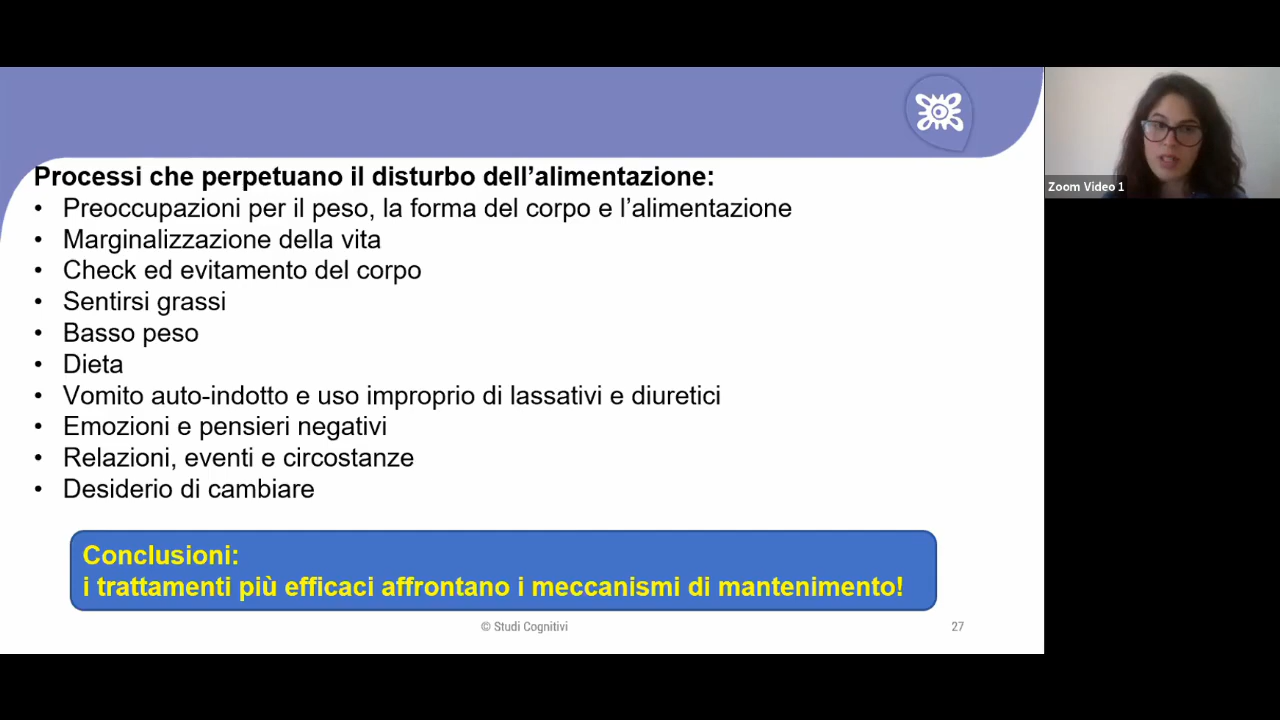 Processi che perpetuano il disturbo dell’alimentazione:
• Preoccupazioni per il peso, la forma del corpo e l’alimentazione
• Marginalizzazione della vita
• Check ed evitamento del corpo
• Sentirsi grassi
• Basso peso
• Dieta
• Vomito auto-indotto e uso improprio di lassativi e diuretici
• Emozioni e pensieri negativi
• Relazioni, eventi e circostanze
• Desiderio di cambiare
Conclusioni:
i trattamenti più efficaci affrontano i meccanismi di mantenimento!
© Studi Cognitivi
27
Zoom Video 1